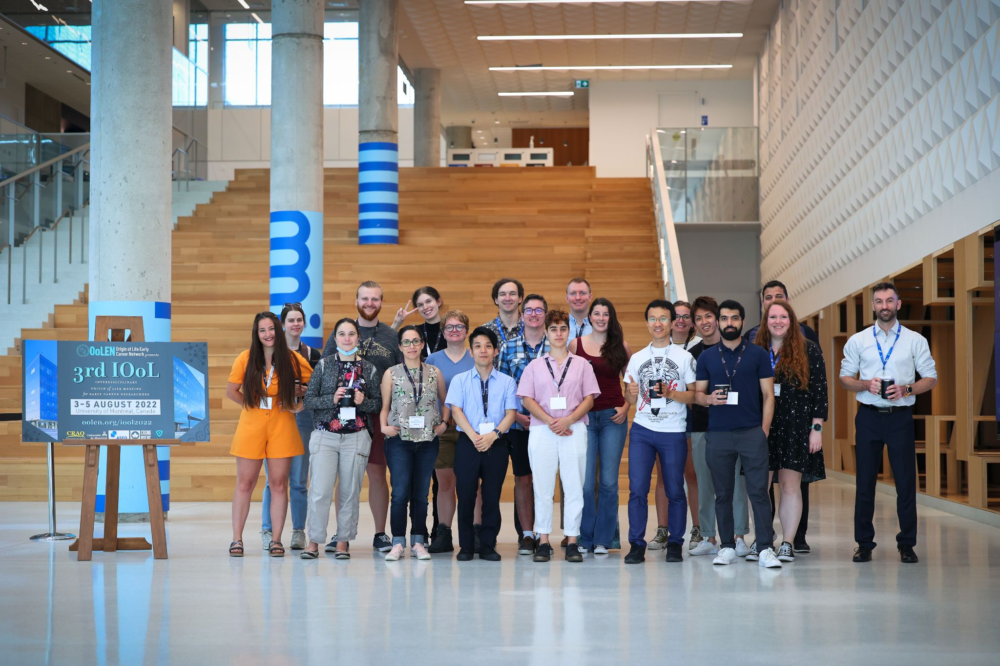 OoLEN Origin of Life Early
Career Network presents
3rd IOoL
INTERDISCIPLINARY
ORIGIN of LIFE MEETING
for EARLY CAREER RESEARCHERS
3–5 AUGUST 2022
University of Montreal, Canada
oolen.org/iool2022
CRAQ
Université
de Montréal
ASEQ
CRSNG